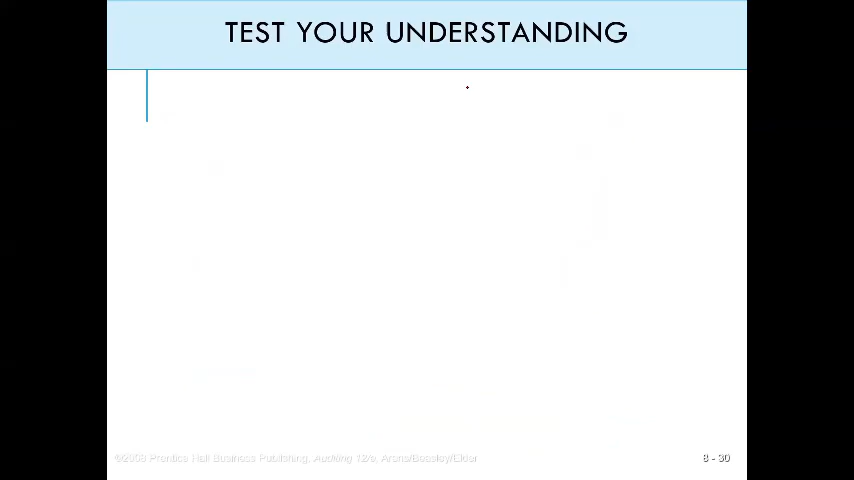 TEST YOUR UNDERSTANDING
©2008 Prentice Hall Business Publishing, Auditing 12/e, Arens/Beasley/Elder
8 - 30